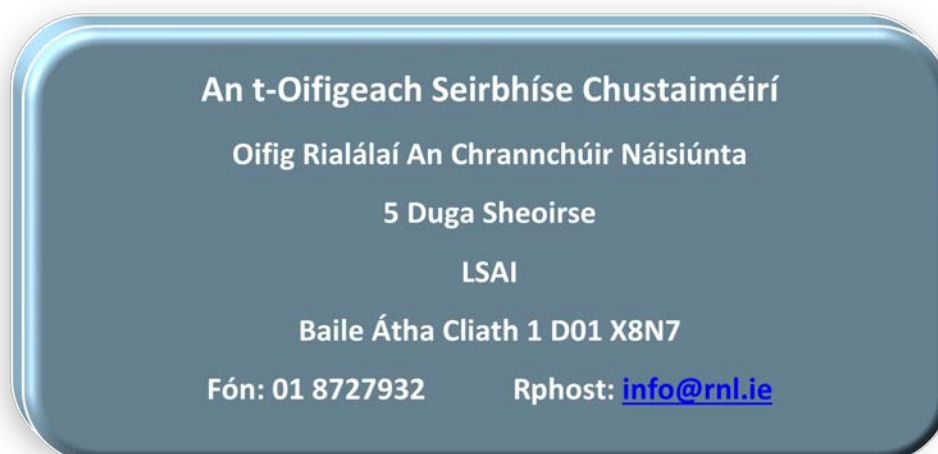 An t-Oifigeach Seirbhíse Chustaiméirí
Oifig Rialálaí An Chrannchúir Náisiúnta
5 Duga Sheoirse
LSAI
Baile Átha Cliath 1 D01 X8N7
Fón: 01 8727932 Rphost: info@rnl.ie